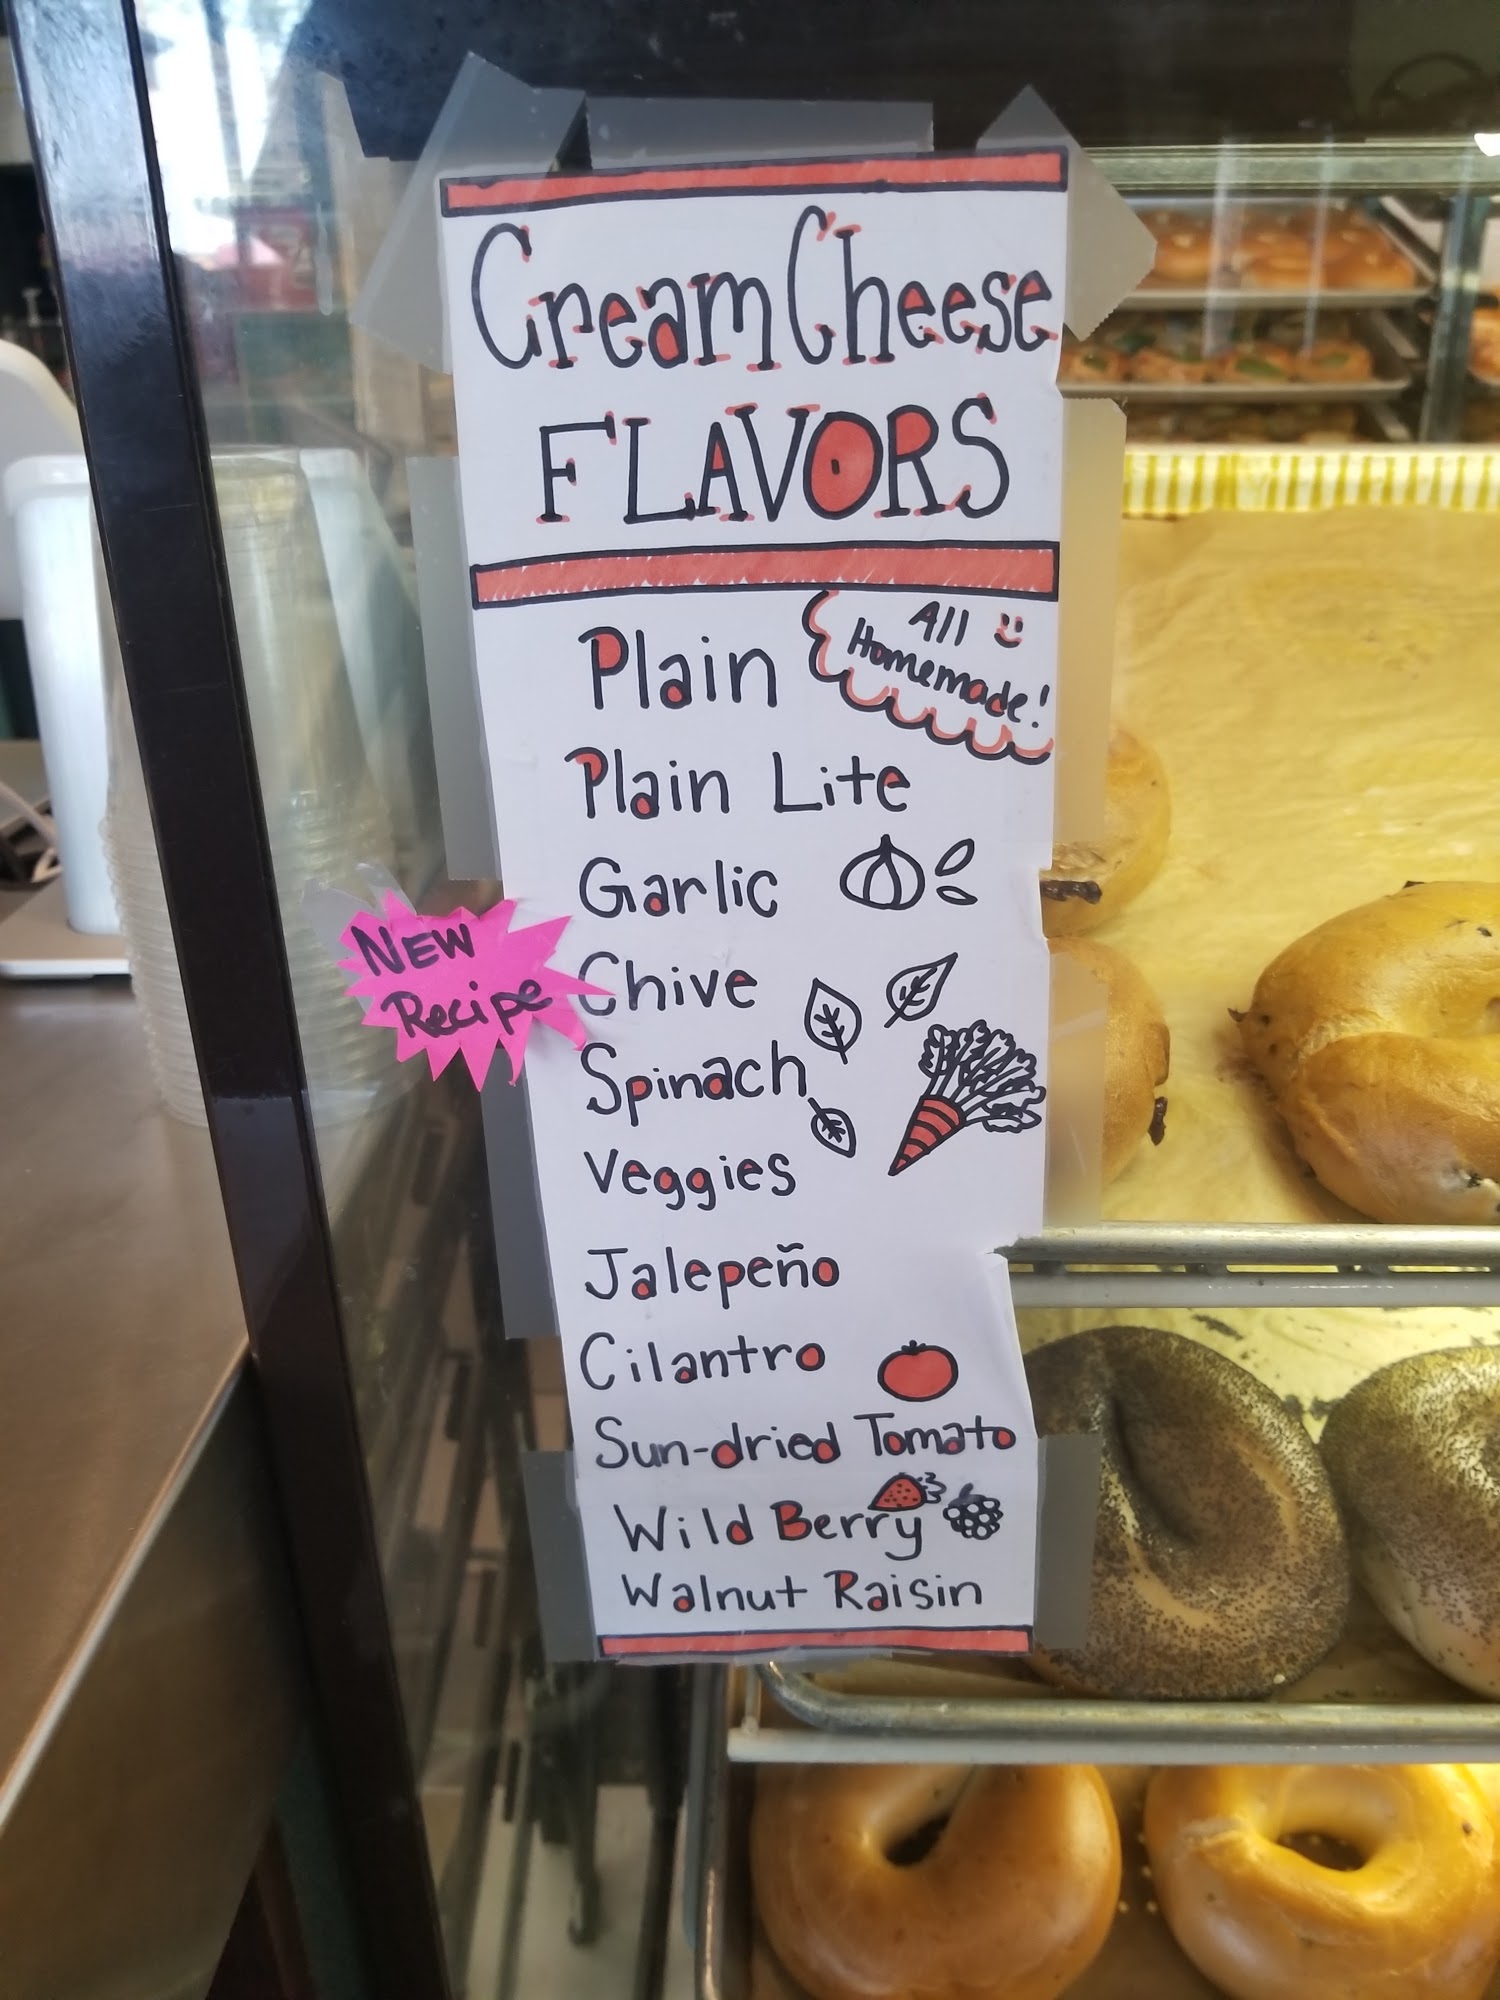 Cream Cheese
FLAVORS
All
Homemade!
Plain
Plain Lite
Garlic
NEW
Recipe
Chive
Spinach
Veggies
Jalepeño
Cilantro
Sun-dried Tomato
Wild Berry
Walnut Raisin